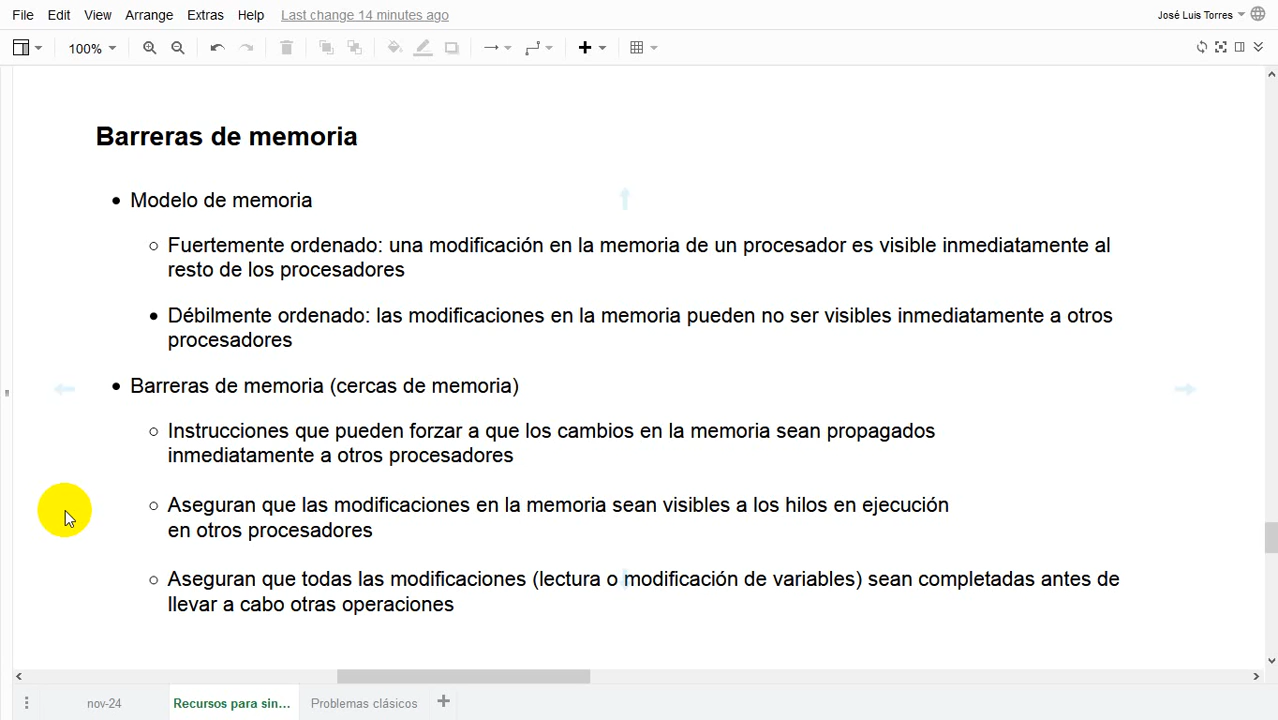 File Edit View Arrange Extras Help Last change 14 minutes ago José Luis Torres
100%
Barreras de memoria
• Modelo de memoria
○ Fuertemente ordenado: una modificación en la memoria de un procesador es visible inmediatamente al
resto de los procesadores
• Débilmente ordenado: las modificaciones en la memoria pueden no ser visibles inmediatamente a otros
procesadores
• Barreras de memoria (cercas de memoria)
○ Instrucciones que pueden forzar a que los cambios en la memoria sean propagados
inmediatamente a otros procesadores
○ Aseguran que las modificaciones en la memoria sean visibles a los hilos en ejecución
en otros procesadores
○ Aseguran que todas las modificaciones (lectura o modificación de variables) sean completadas antes de
llevar a cabo otras operaciones
nov-24 Recursos para sin... Problemas clásicos